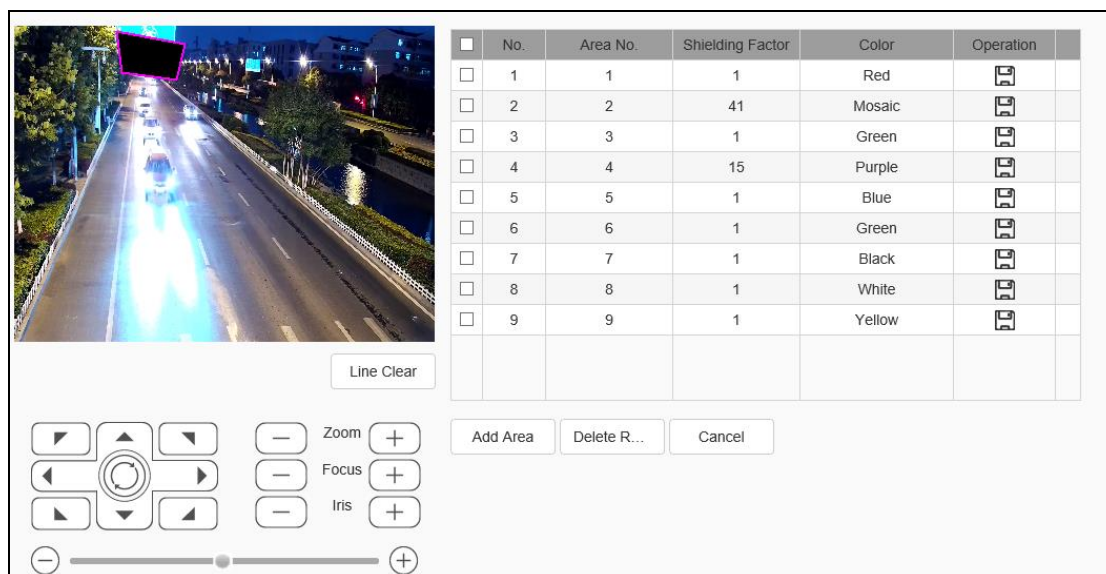 No. Area No. Shielding Factor Color Operation
1 1 1 Red
2 2 41 Mosaic
3 3 1 Green
4 4 15 Purple
5 5 1 Blue
6 6 1 Green
7 7 1 Black
8 8 1 White
9 9 1 Yellow
Line Clear
Add Area Delete R... Cancel
Zoom
Focus
Iris